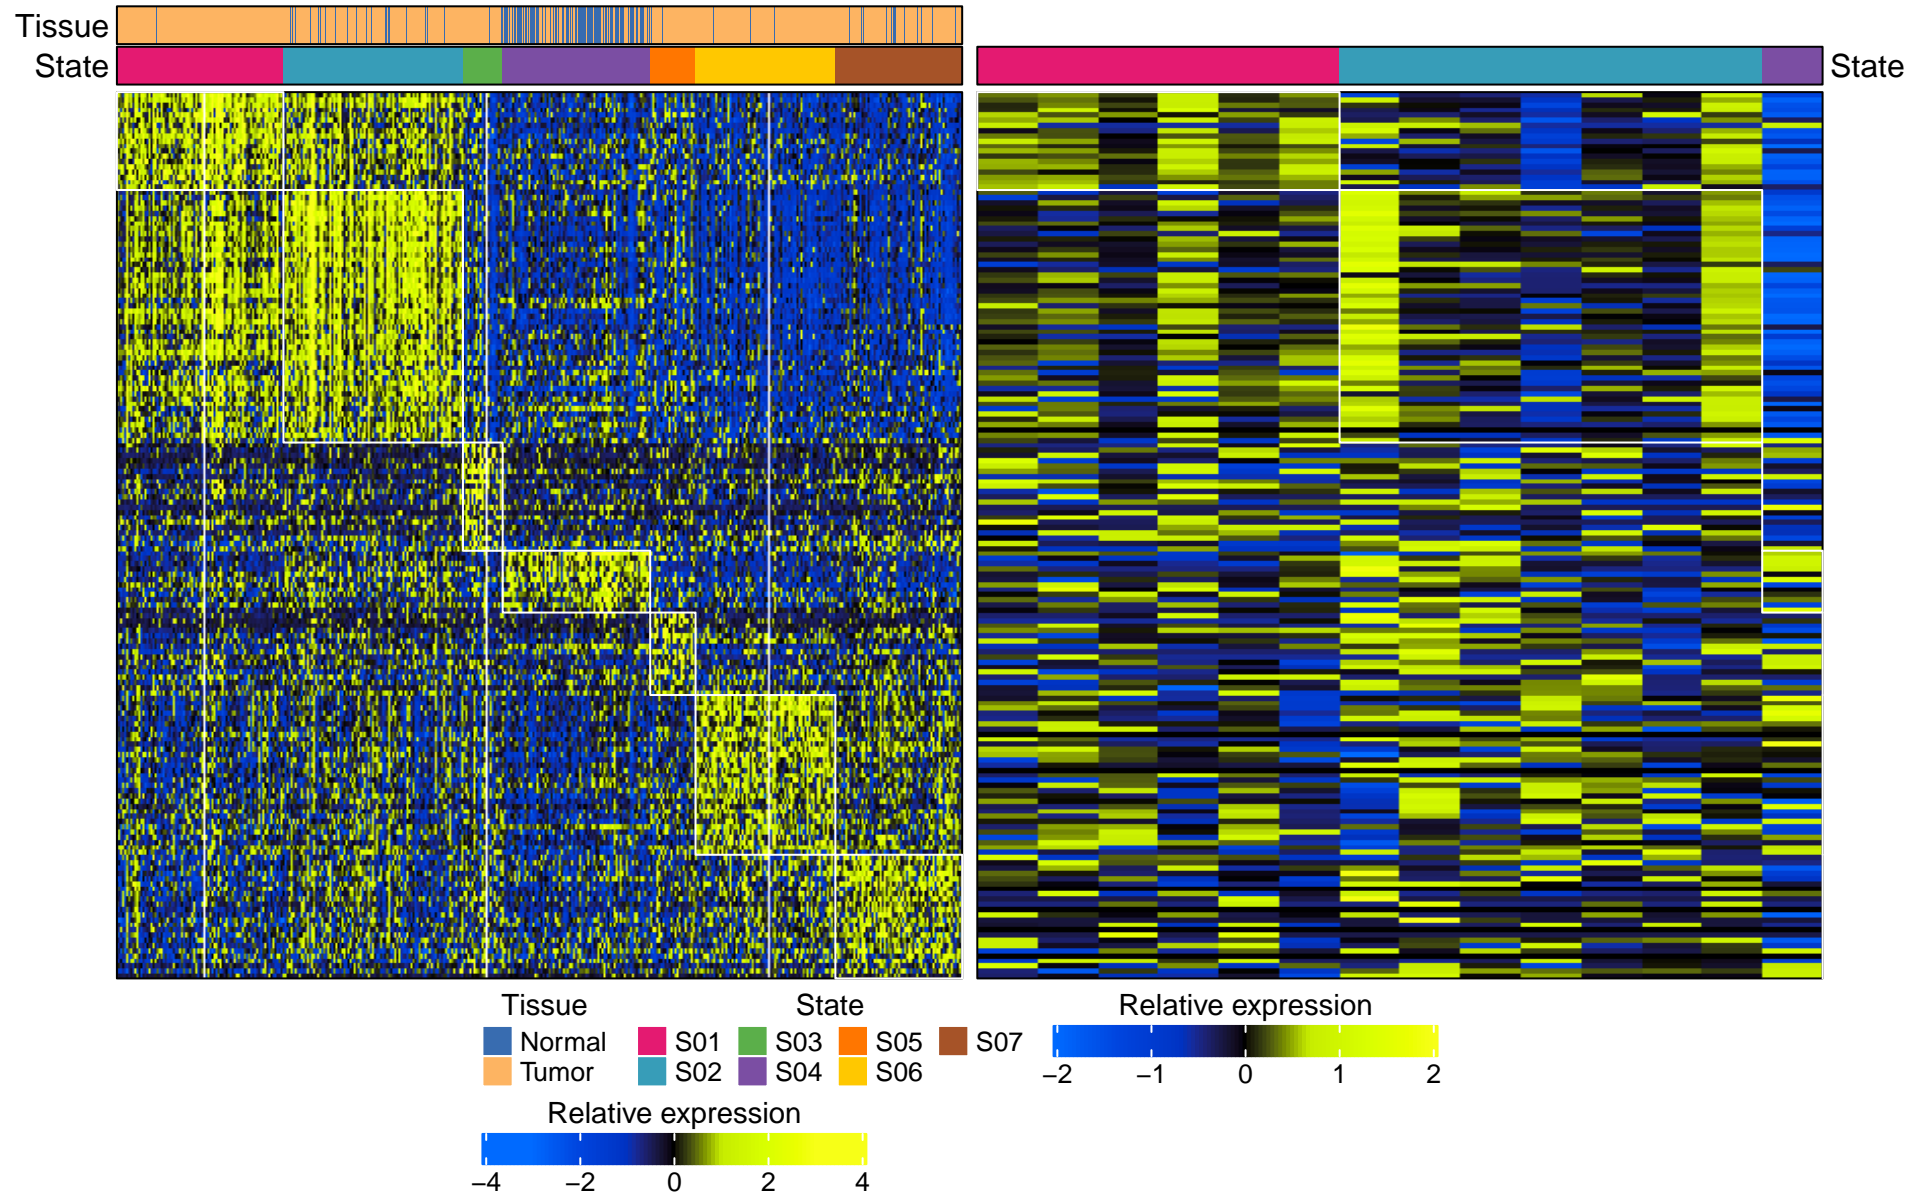 Tissue
State
State
Tissue
State
Relative expression
Normal
S01
S03
S05
S07
Tumor
S02
S04
S06
−2 −1 0 1 2
Relative expression
−4 −2 0 2 4